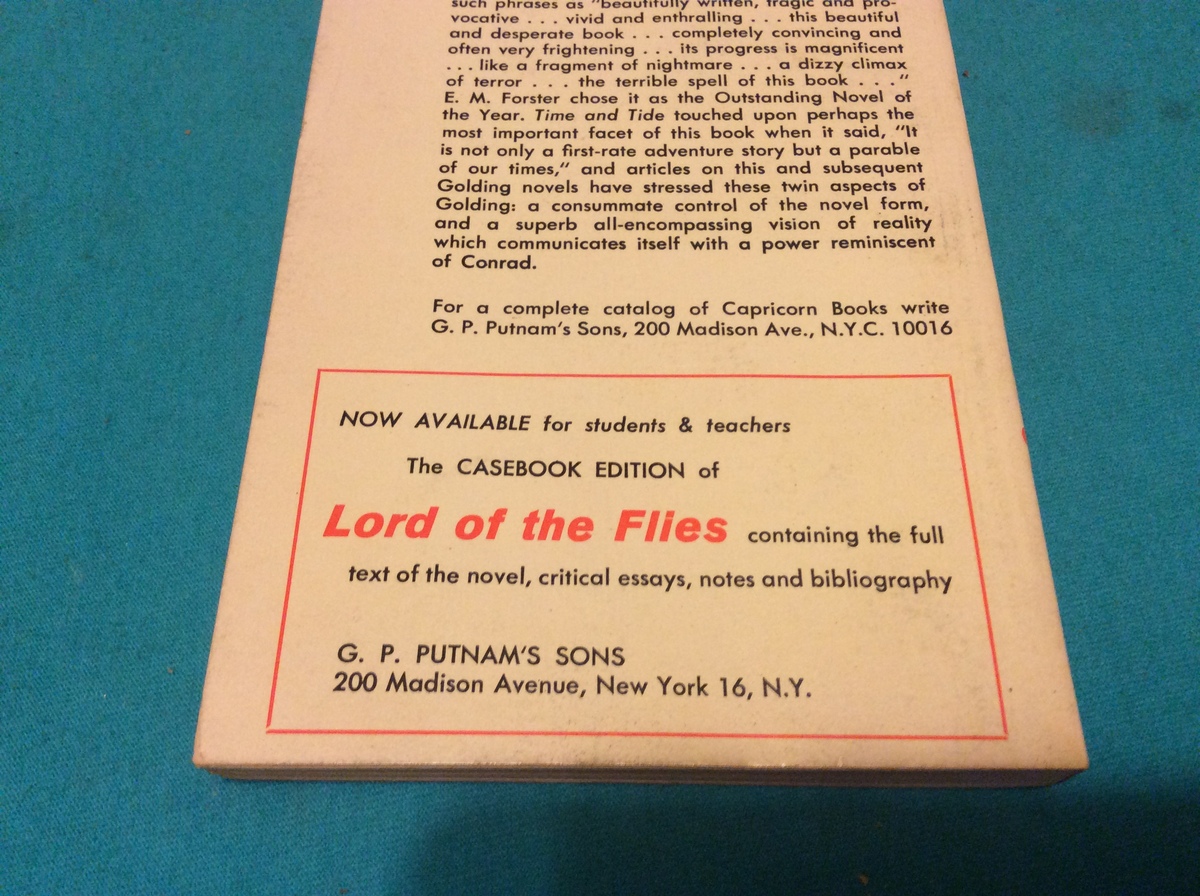 such phrases as "beautifully written, tragic and pro-
vocative . . . vivid and enthralling . . . this beautiful
and desperate book . . . completely convincing and
often very frightening . . . its progress is magnificent
. . . like a fragment of nightmare . . . a dizzy climax
of terror . . . the terrible spell of this book . . ."
E. M. Forster chose it as the Outstanding Novel of
the Year. Time and Tide touched upon perhaps the
most important facet of this book when it said, "It
is not only a first-rate adventure story but a parable
of our times," and articles on this and subsequent
Golding novels have stressed these twin aspects of
Golding: a consummate control of the novel form,
and a superb all-encompassing vision of reality
which communicates itself with a power reminiscent
of Conrad.
For a complete catalog of Capricorn Books write
G. P. Putnam's Sons, 200 Madison Ave., N.Y.C. 10016
NOW AVAILABLE for students & teachers
The CASEBOOK EDITION of
Lord of the Flies containing the full
text of the novel, critical essays, notes and bibliography
G. P. PUTNAM'S SONS
200 Madison Avenue, New York 16, N.Y.